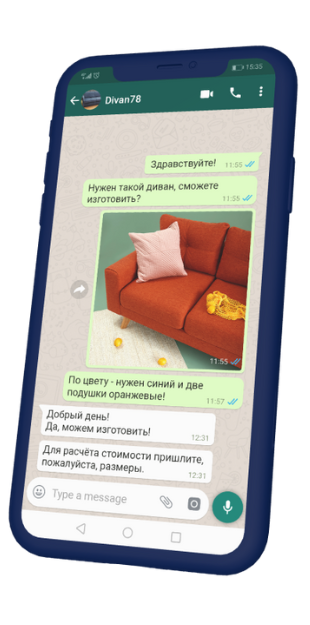 15:35
Divan78
Здравствуйте! 11:55
Нужен такой диван, сможете
изготовить? 11:55
11:55
По цвету - нужен синий и две
подушки оранжевые! 11:57
Добрый день!
Да, можем изготовить!
12:31
Для расчёта стоимости пришлите,
пожалуйста, размеры. 12:31
Type a message